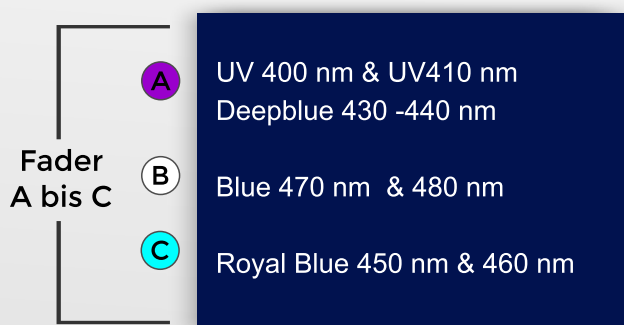 Fader
A bis C
A
UV 400 nm & UV410 nm
Deepblue 430 -440 nm
B
Blue 470 nm & 480 nm
C
Royal Blue 450 nm & 460 nm